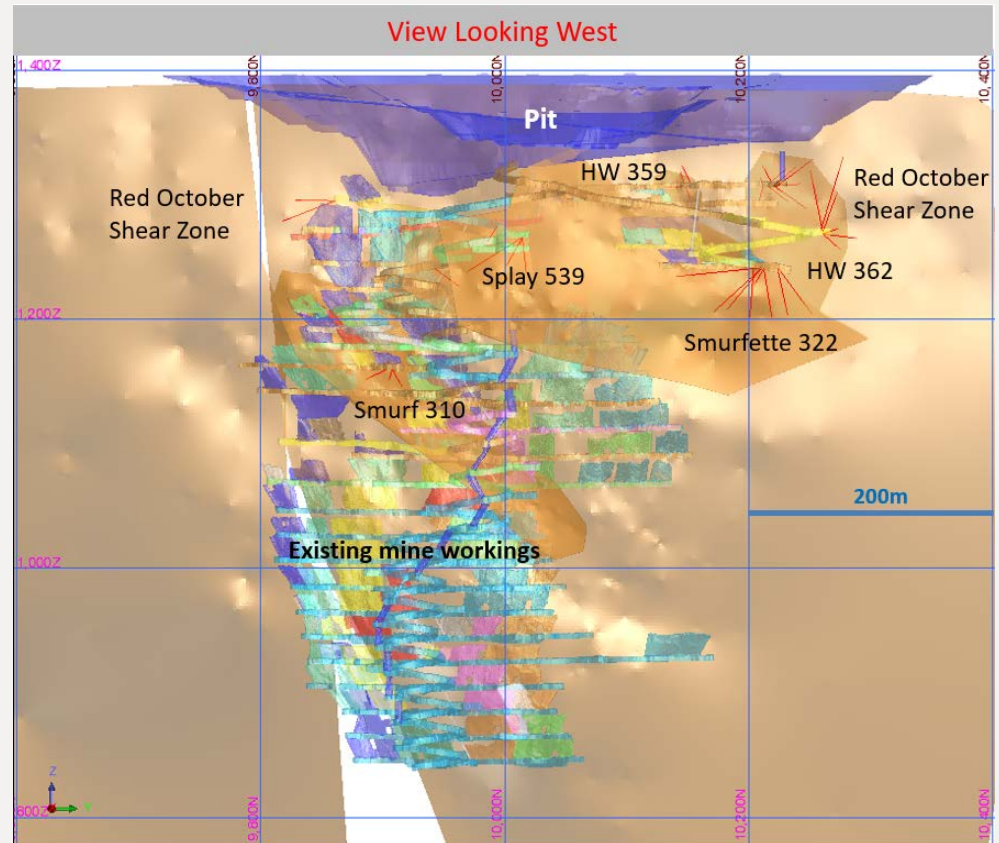 View Looking West
1,400Z
9,800N
10,000N
10,200N
10,400N
Pit
HW 359
Red October
Shear Zone
Red October
Shear Zone
Splay 539
HW 362
1,200Z
Smurfette 322
Smurf 310
200m
Existing mine workings
1,000Z
Z
Y
800Z
9,800N
10,000N
10,200N
10,400N